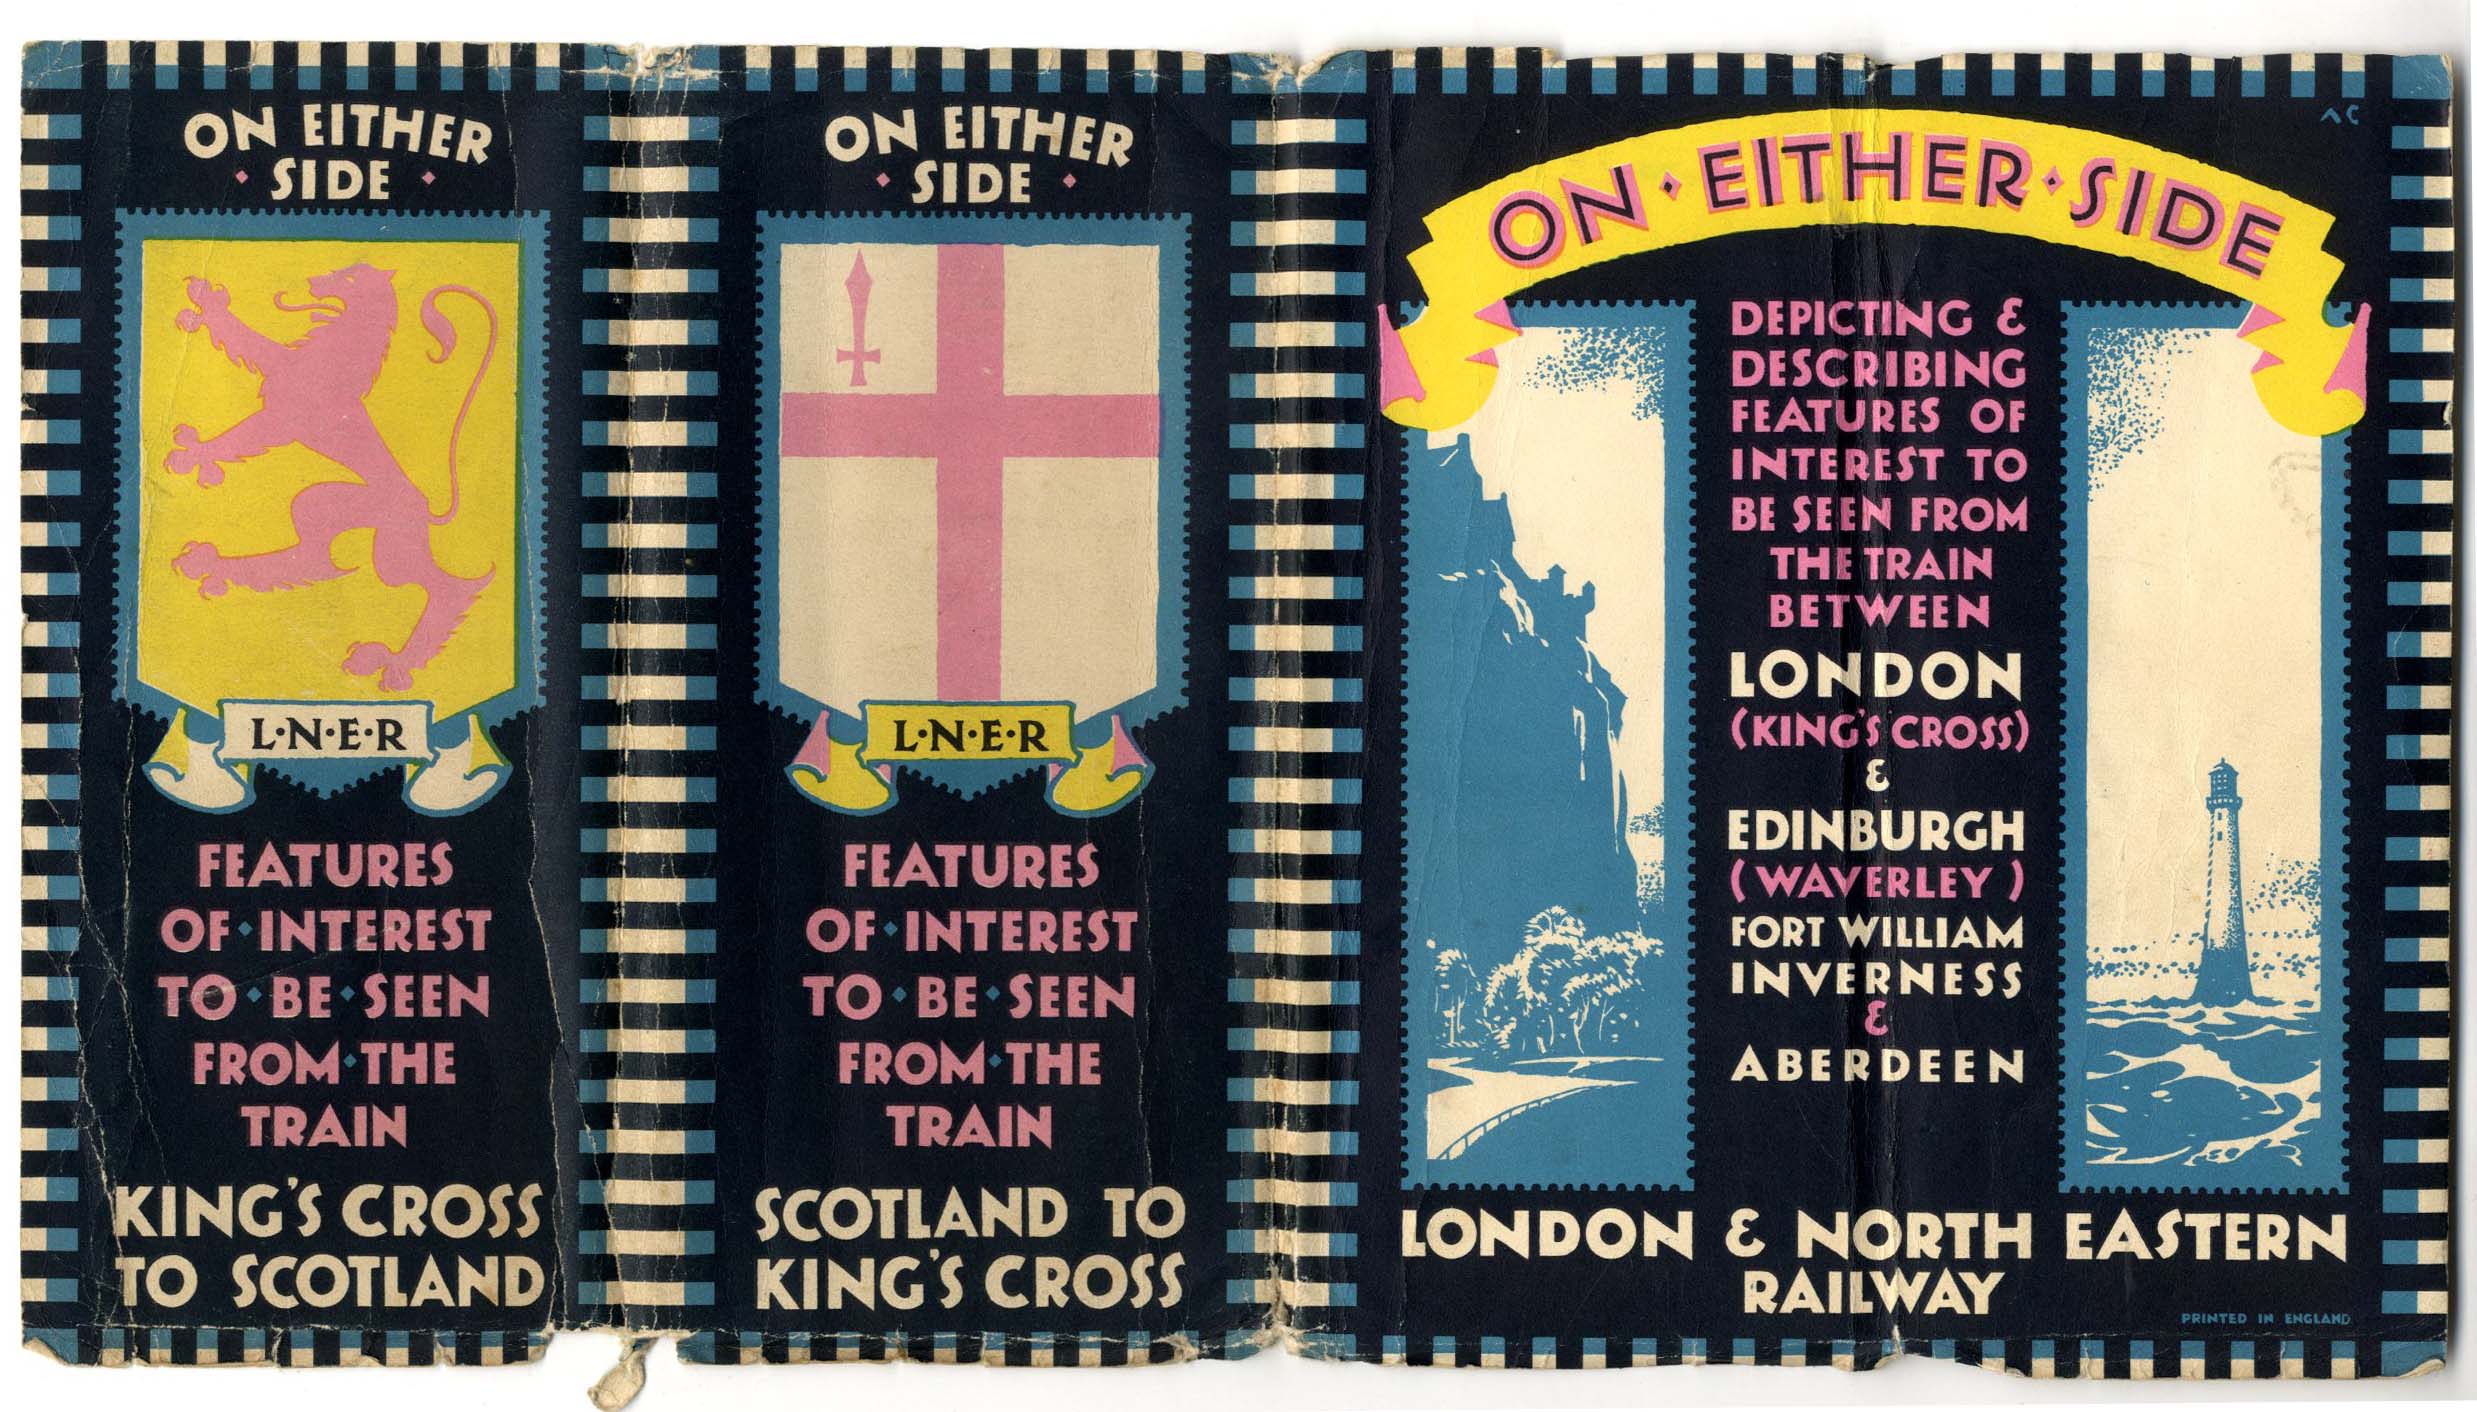 ON EITHER
· SIDE ·
L·N·E·R
FEATURES
OF·INTEREST
TO·BE·SEEN
FROM·THE
TRAIN
KING'S CROSS
TO SCOTLAND
ON EITHER
· SIDE ·
L·N·E·R
FEATURES
OF·INTEREST
TO·BE·SEEN
FROM·THE
TRAIN
SCOTLAND TO
KING'S CROSS
AC
ON·EITHER·SIDE
DEPICTING &
DESCRIBING
FEATURES OF
INTEREST TO
BE SEEN FROM
THE TRAIN
BETWEEN
LONDON
(KING'S CROSS)
&
EDINBURGH
(WAVERLEY)
FORT WILLIAM
INVERNESS
&
ABERDEEN
LONDON & NORTH EASTERN
RAILWAY
PRINTED IN ENGLAND